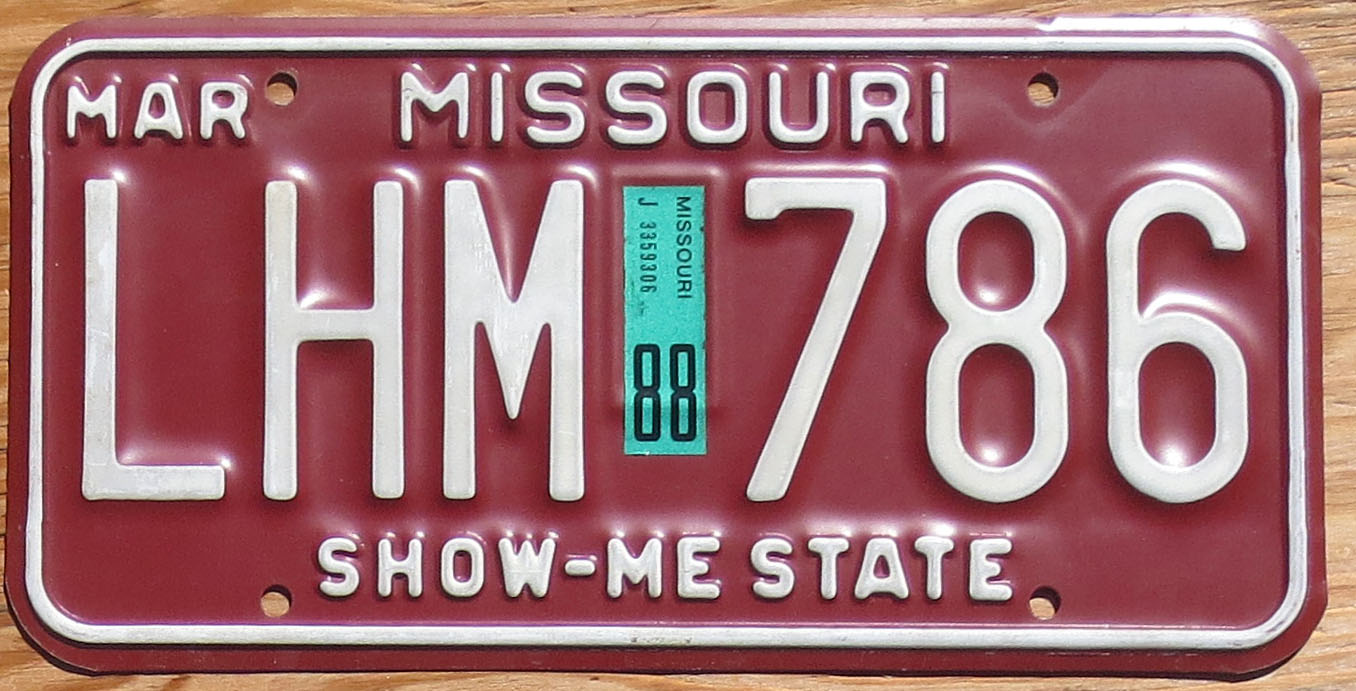 MAR MISSOURI
LHM 786
MISSOURI
J 3359306
88
SHOW-ME STATE